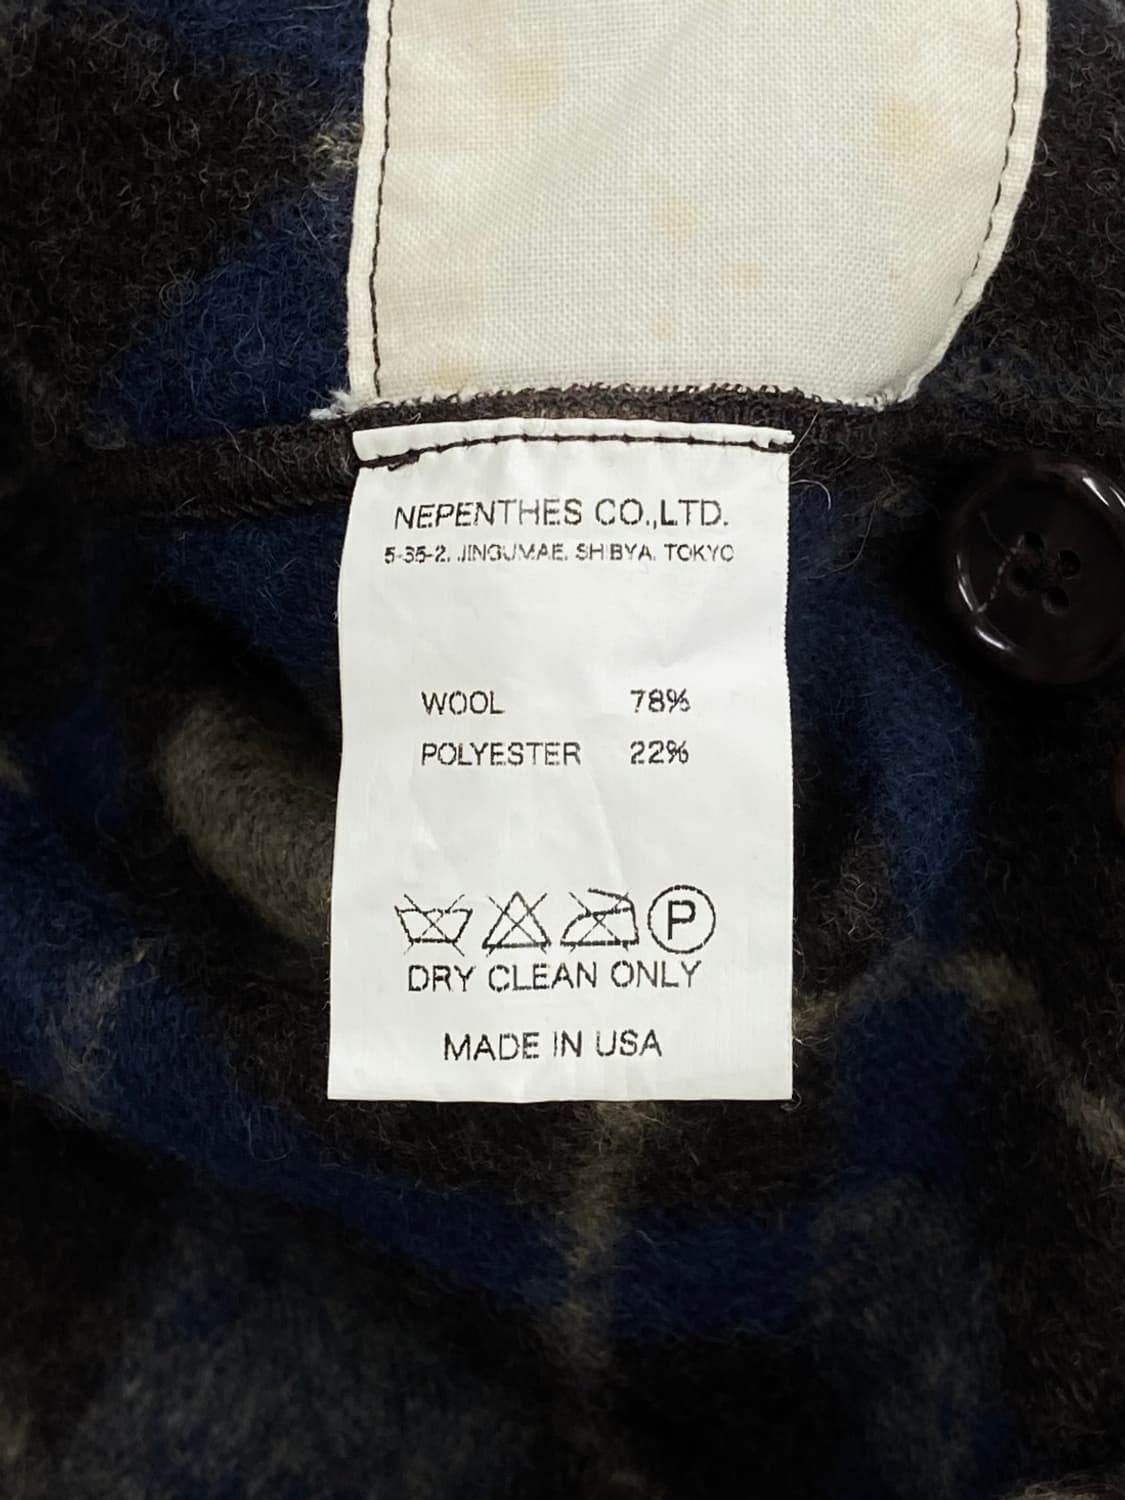 NEPENTHES CO.,LTD.
5-35-2, JINGUMAE, SHIBYA, TOKYO
WOOL 78%
POLYESTER 22%
P
DRY CLEAN ONLY
MADE IN USA